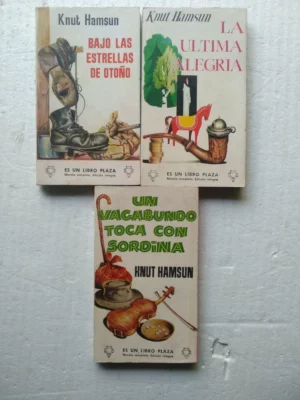 Knut Hamsun
BAJO LAS
ESTRELLAS
DE OTOÑO
ES UN LIBRO PLAZA
Knut Hamsun
LA
ULTIMA
ALEGRIA
ES UN LIBRO PLAZA
UN
VAGABUNDO
TOCA CON
SORDINA
KNUT HAMSUN
ES UN LIBRO PLAZA